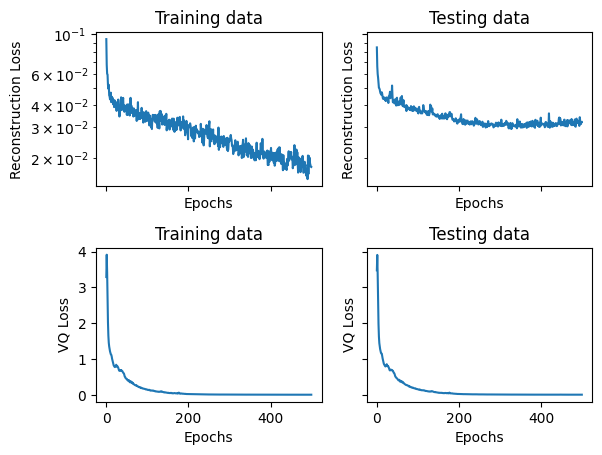 Training data
Testing data
Reconstruction Loss
10⁻¹
6 × 10⁻²
4 × 10⁻²
3 × 10⁻²
2 × 10⁻²
Epochs
Reconstruction Loss
Epochs
Training data
Testing data
VQ Loss
4
3
2
1
0
0 200 400
Epochs
VQ Loss
0 200 400
Epochs